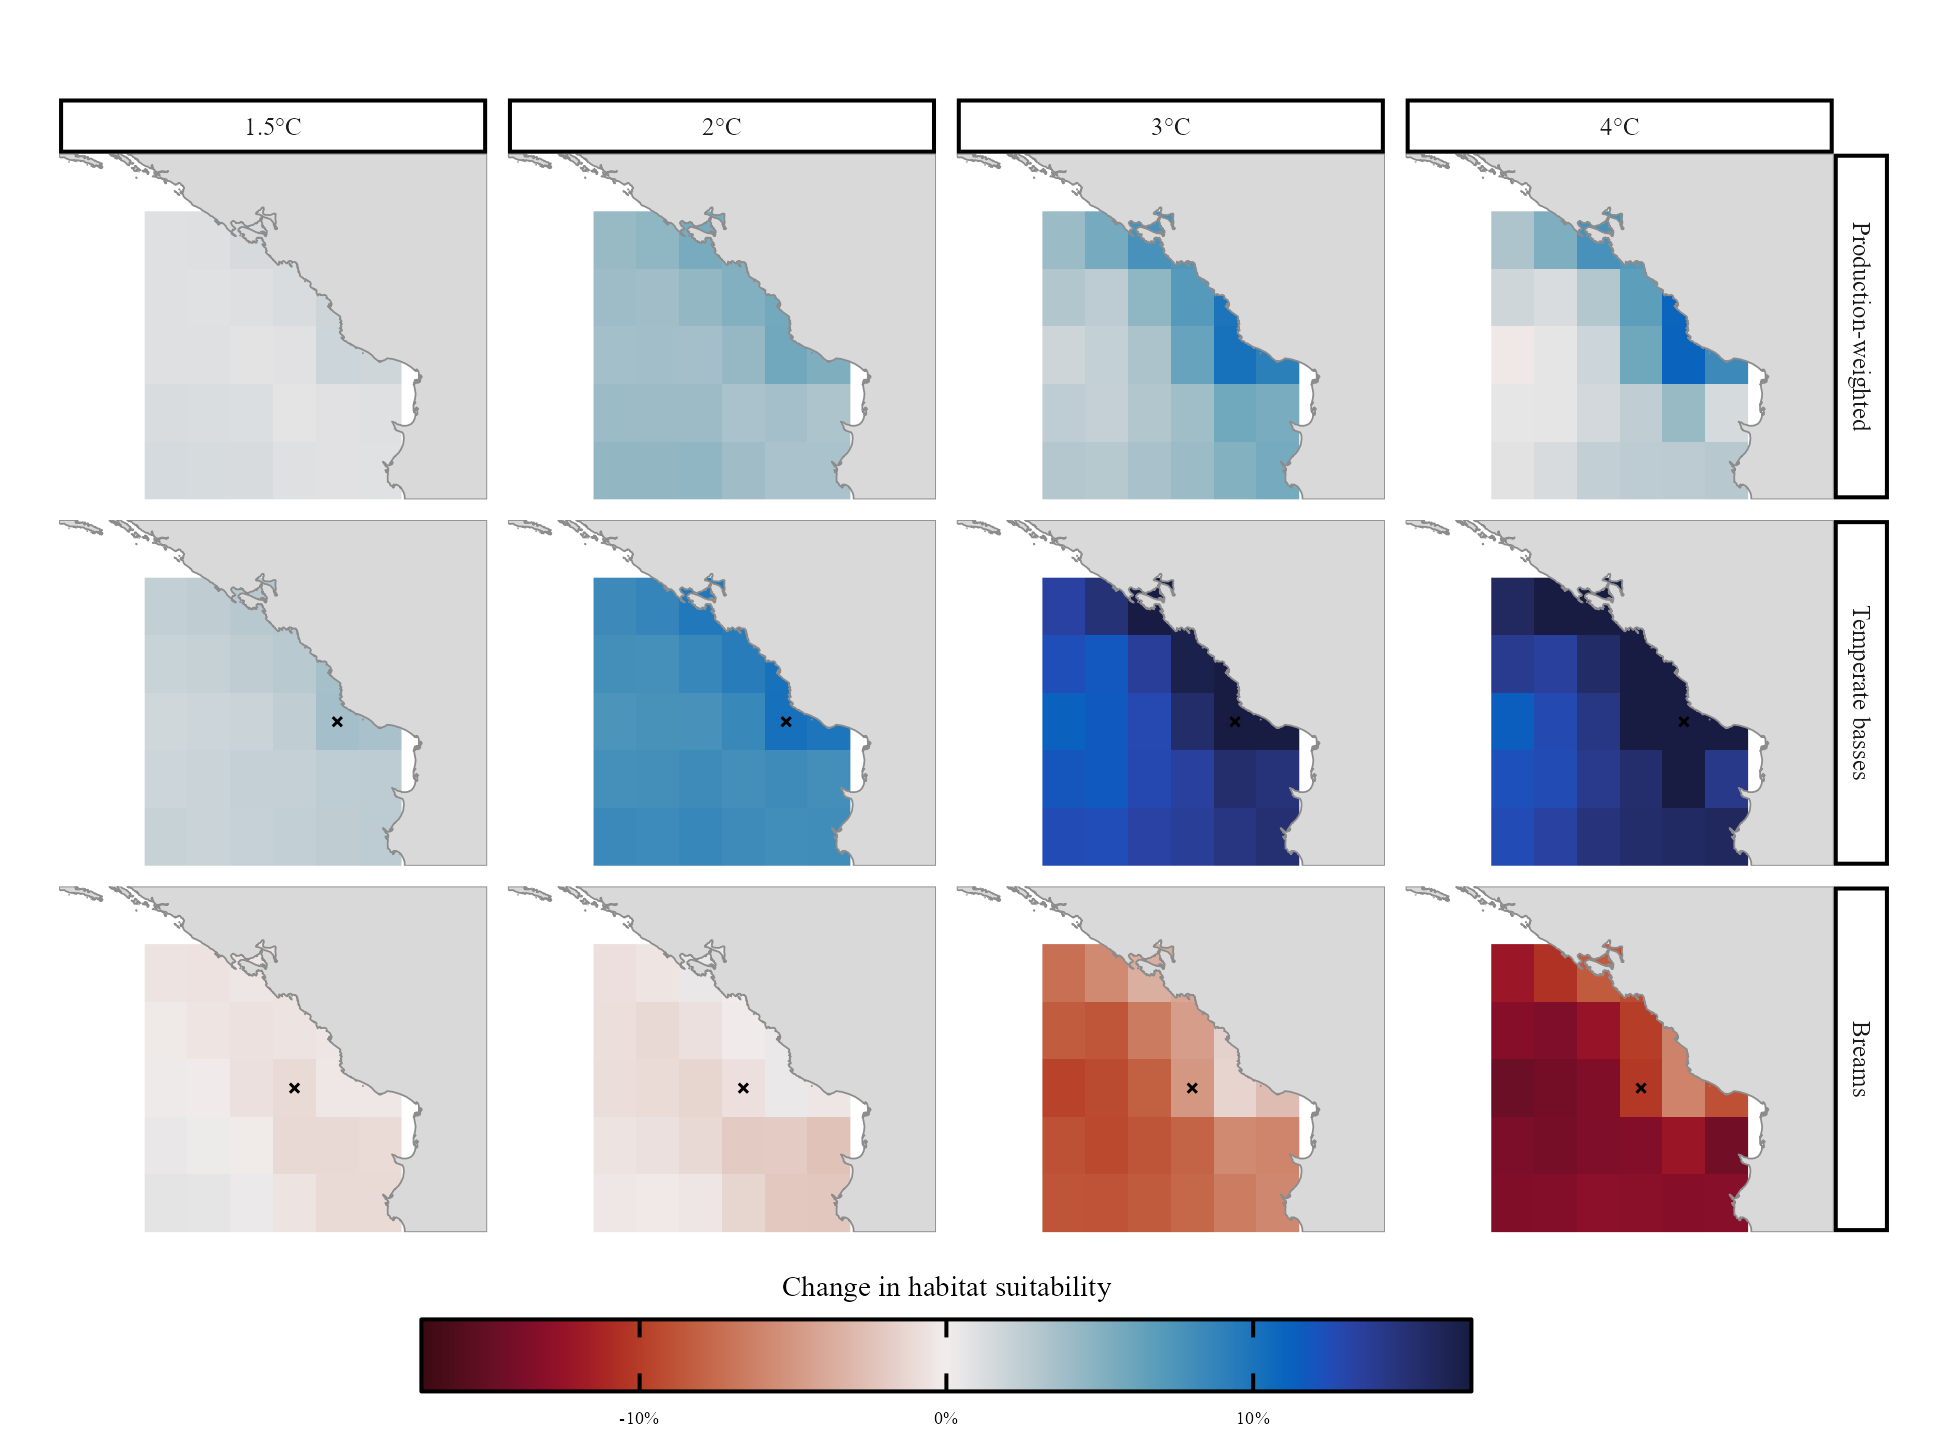 1.5°C
2°C
3°C
4°C
Production-weighted
Temperate basses
Breams
Change in habitat suitability
-10%
0%
10%